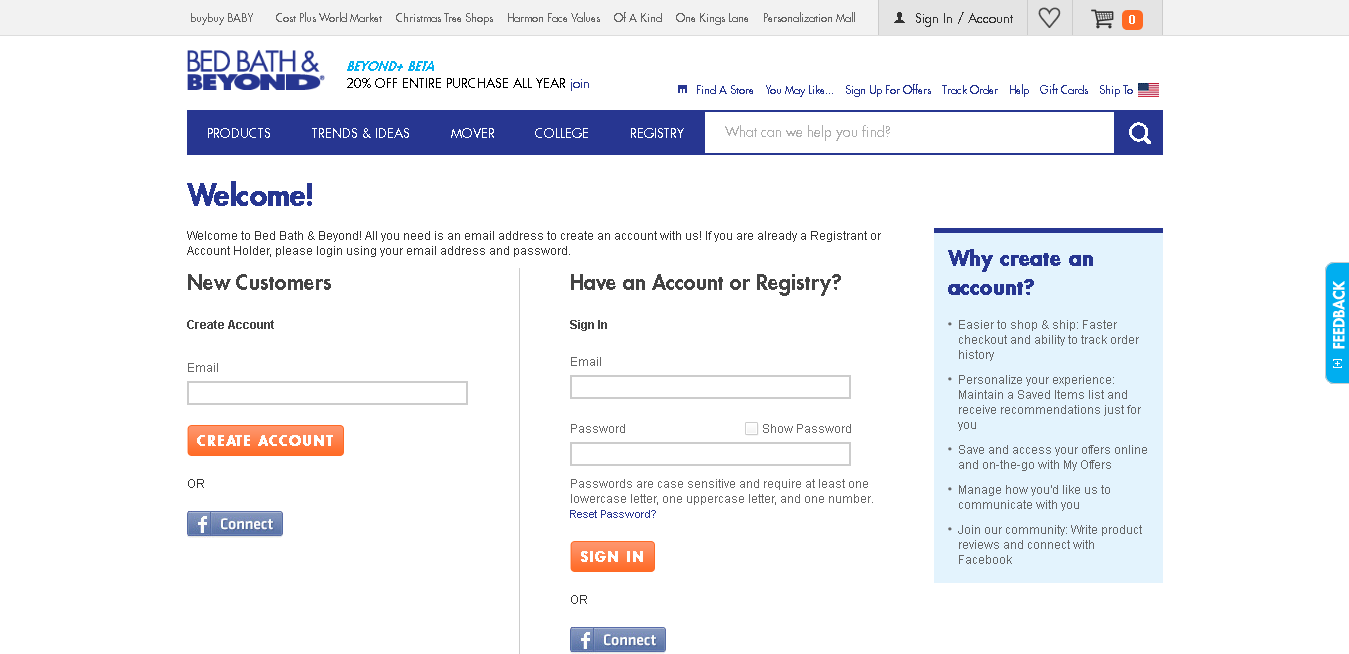 buybuy BABY Cost Plus World Market Christmas Tree Shops Harmon Face Values Of A Kind One Kings Lane Personalization Mall Sign In / Account 0
BED BATH &
BEYOND®
BEYOND+ BETA
20% OFF ENTIRE PURCHASE ALL YEAR join
Find A Store You May Like... Sign Up For Offers Track Order Help Gift Cards Ship To
PRODUCTS TRENDS & IDEAS MOVER COLLEGE REGISTRY What can we help you find?
Welcome!
Welcome to Bed Bath & Beyond! All you need is an email address to create an account with us! If you are already a Registrant or
Account Holder, please login using your email address and password.
New Customers
Create Account
Email
CREATE ACCOUNT
OR
f Connect
Have an Account or Registry?
Sign In
Email
Password Show Password
Passwords are case sensitive and require at least one
lowercase letter, one uppercase letter, and one number.
Reset Password?
SIGN IN
OR
f Connect
Why create an
account?
• Easier to shop & ship: Faster
checkout and ability to track order
history
• Personalize your experience:
Maintain a Saved Items list and
receive recommendations just for
you
• Save and access your offers online
and on-the-go with My Offers
• Manage how you'd like us to
communicate with you
• Join our community: Write product
reviews and connect with
Facebook
[+] FEEDBACK